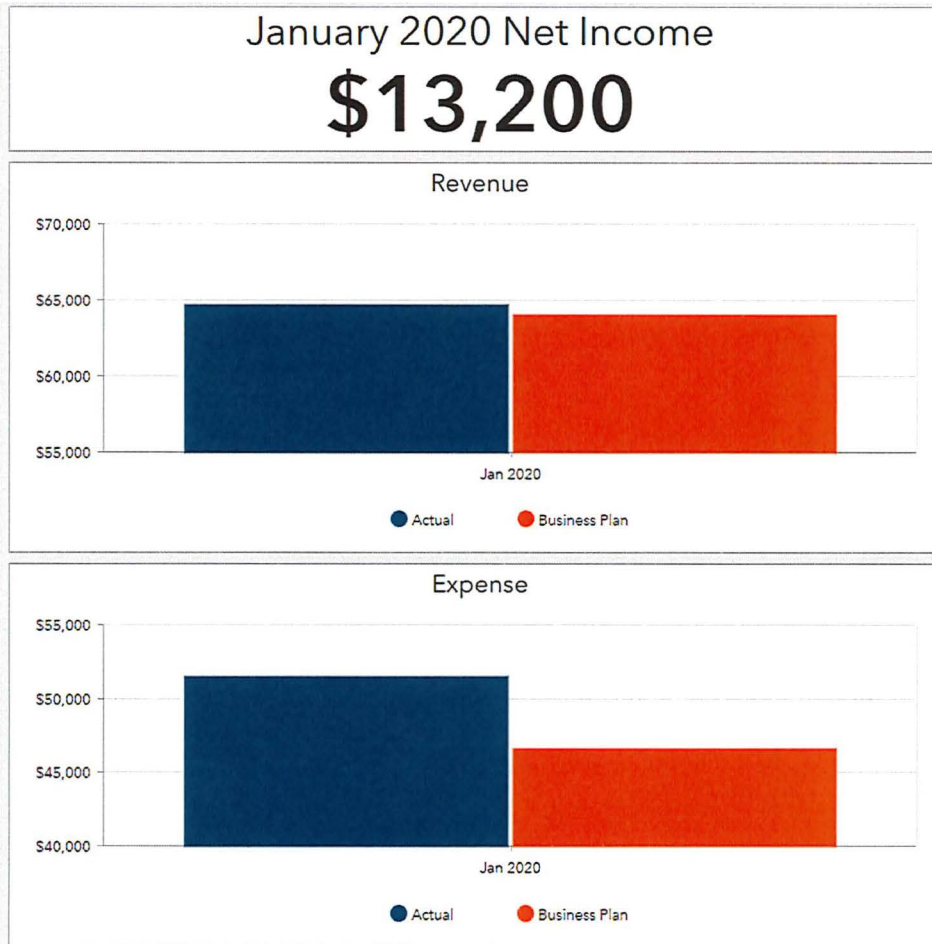 January 2020 Net Income
$13,200
Revenue
$70,000
$65,000
$60,000
$55,000
Jan 2020
Actual Business Plan
Expense
$55,000
$50,000
$45,000
$40,000
Jan 2020
Actual Business Plan